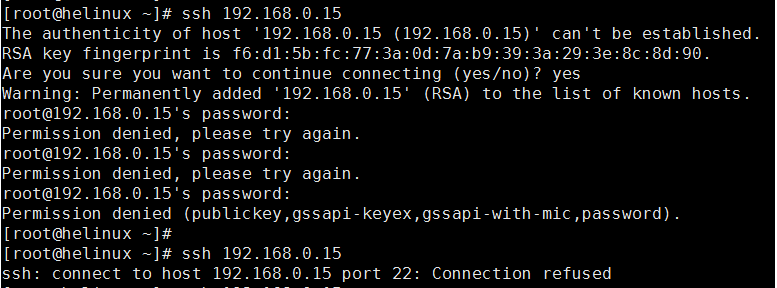 [root@helinux ~]# ssh 192.168.0.15
The authenticity of host '192.168.0.15 (192.168.0.15)' can't be established.
RSA key fingerprint is f6:d1:5b:fc:77:3a:0d:7a:b9:39:3a:29:3e:8c:8d:90.
Are you sure you want to continue connecting (yes/no)? yes
Warning: Permanently added '192.168.0.15' (RSA) to the list of known hosts.
root@192.168.0.15's password:
Permission denied, please try again.
root@192.168.0.15's password:
Permission denied, please try again.
root@192.168.0.15's password:
Permission denied (publickey,gssapi-keyex,gssapi-with-mic,password).
[root@helinux ~]#
[root@helinux ~]# ssh 192.168.0.15
ssh: connect to host 192.168.0.15 port 22: Connection refused